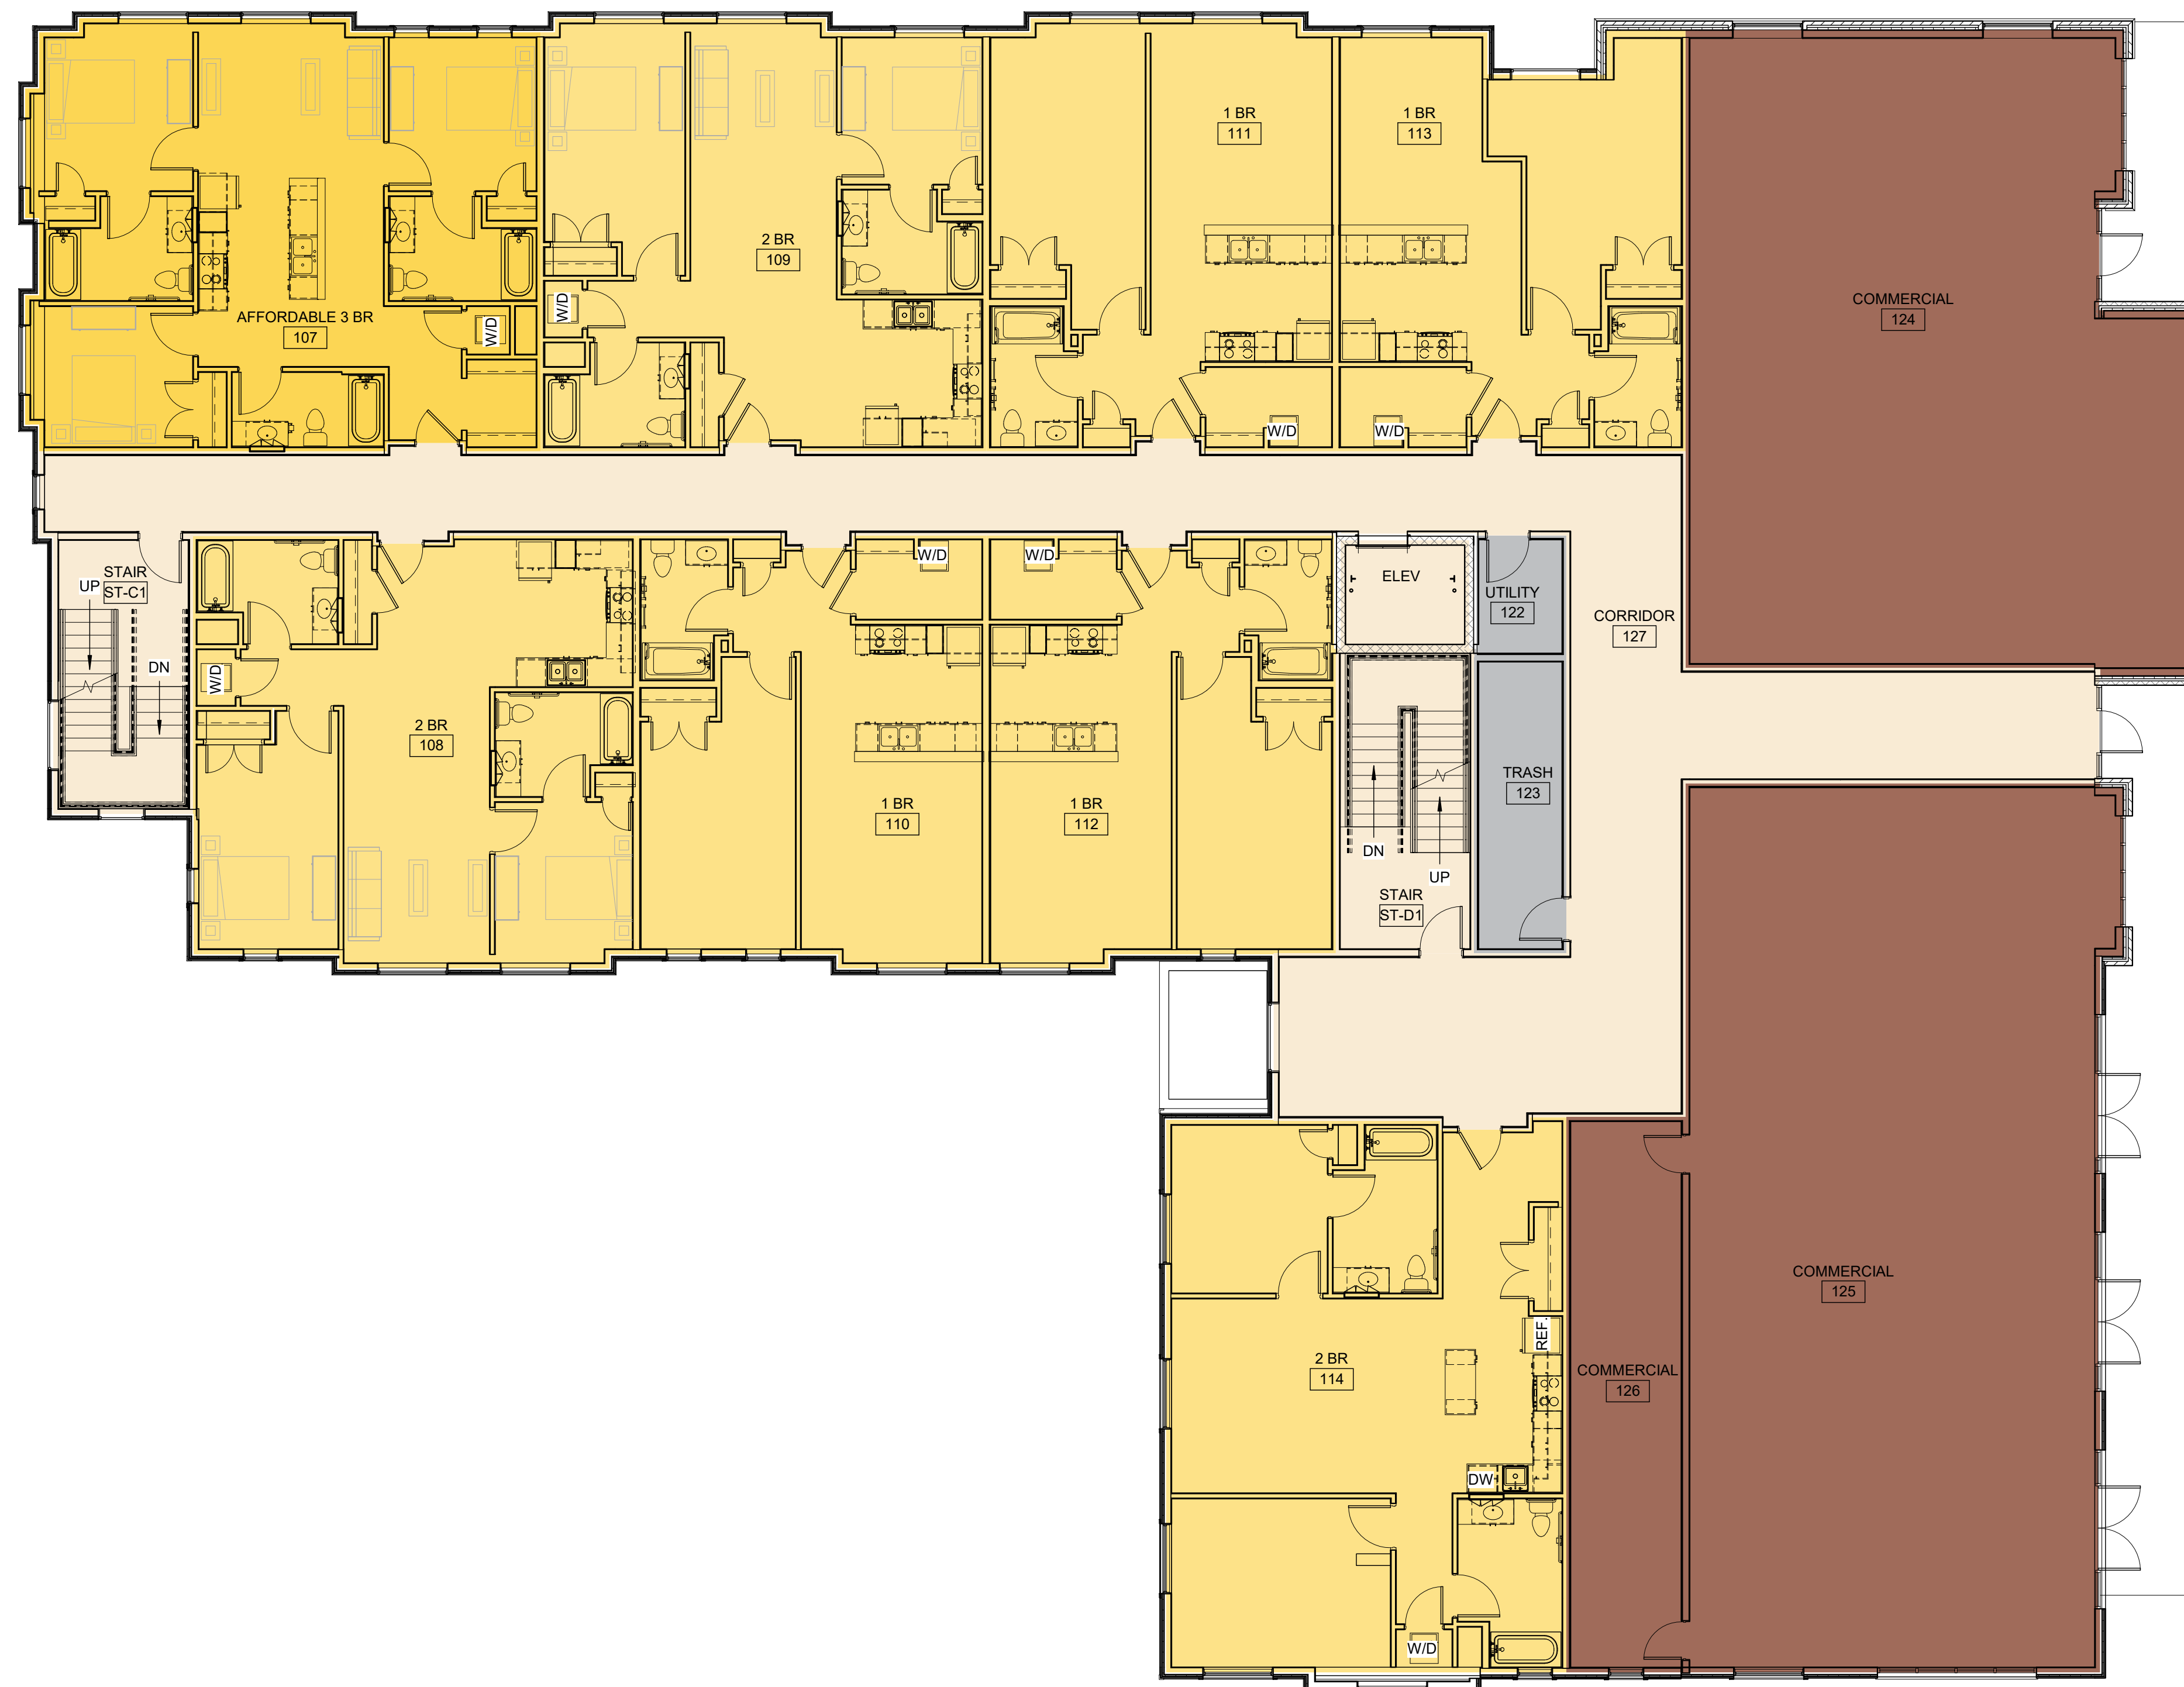 1 BR
111
1 BR
113
2 BR
109
W/D
AFFORDABLE 3 BR
107
W/D
COMMERCIAL
124
W/D
W/D
STAIR
ST-C1
UP
DN
W/D
2 BR
108
W/D
W/D
ELEV
UTILITY
122
CORRIDOR
127
1 BR
110
1 BR
112
TRASH
123
DN
UP
STAIR
ST-D1
COMMERCIAL
125
2 BR
114
REF.
COMMERCIAL
126
DW
W/D